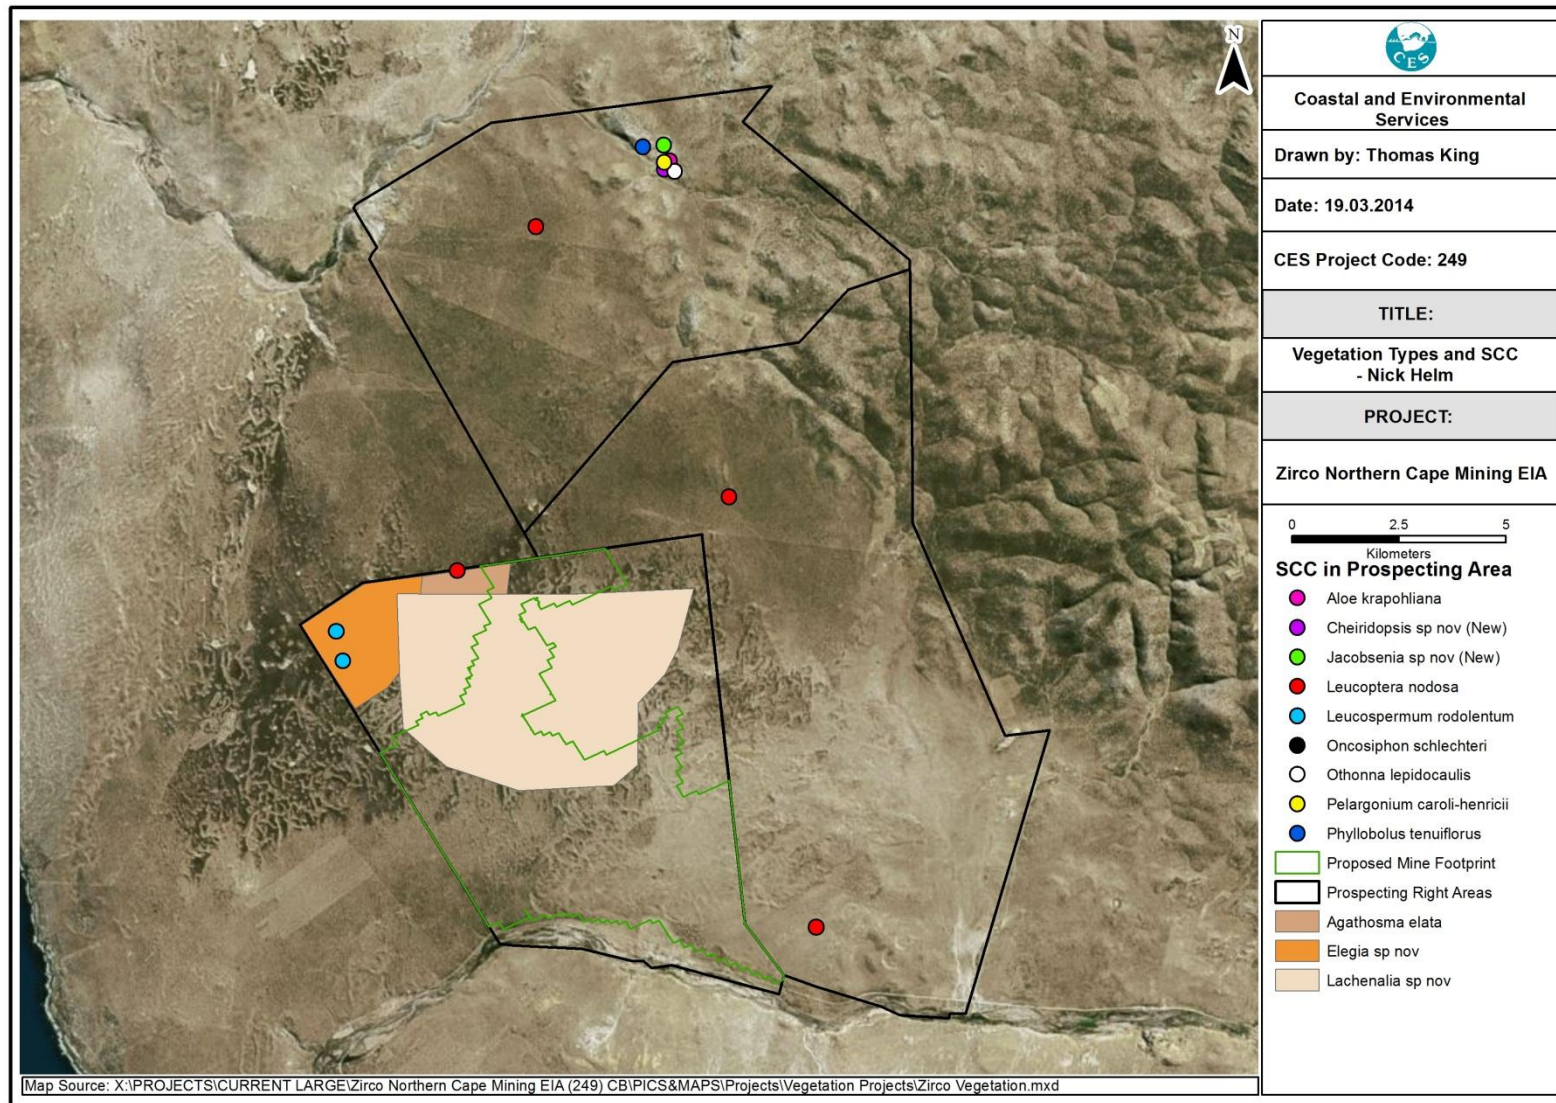 N
CES
Coastal and Environmental
Services
Drawn by: Thomas King
Date: 19.03.2014
CES Project Code: 249
TITLE:
Vegetation Types and SCC
- Nick Helm
PROJECT:
Zirco Northern Cape Mining EIA
0 2.5 5
Kilometers
SCC in Prospecting Area
Aloe krapohliana
Cheiridopsis sp nov (New)
Jacobsenia sp nov (New)
Leucoptera nodosa
Leucospermum rodolentum
Oncosiphon schlechteri
Othonna lepidocaulis
Pelargonium caroli-henricii
Phyllobolus tenuiflorus
Proposed Mine Footprint
Prospecting Right Areas
Agathosma elata
Elegia sp nov
Lachenalia sp nov
Map Source: X:\PROJECTS\CURRENT LARGE\Zirco Northern Cape Mining EIA (249) CB\PICS&MAPS\Projects\Vegetation Projects\Zirco Vegetation.mxd